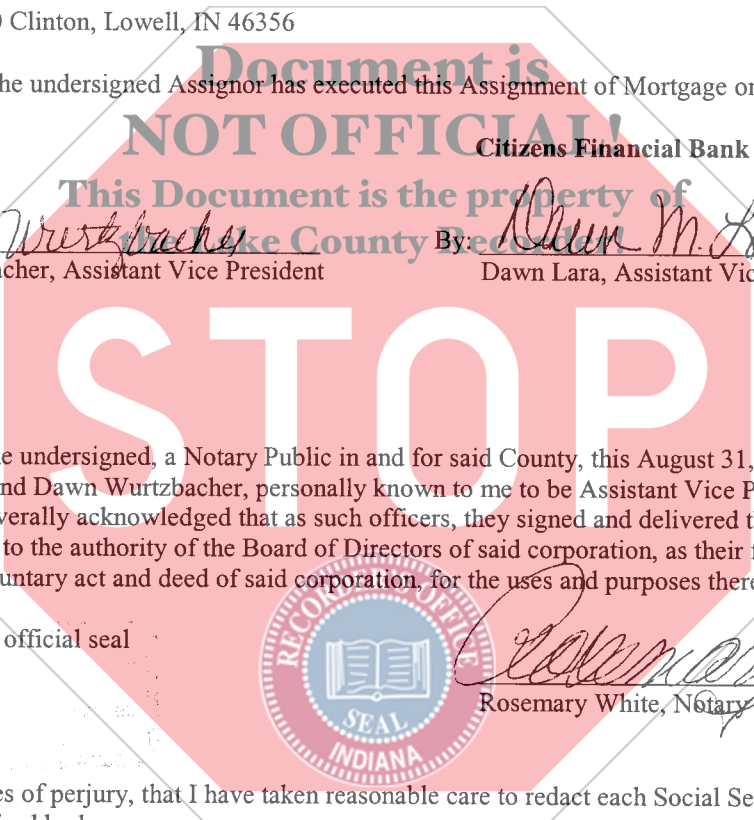 Clinton, Lowell, IN 46356
Document is
he undersigned Assignor has executed this Assignment of Mortgage or
NOT OFFICIAL!
Citizens Financial Bank
This Document is the property of
the Lake County Recorder!
Wurtzbacher
By: Dawn M. L
acher, Assistant Vice President
Dawn Lara, Assistant Vic
STOP
e undersigned, a Notary Public in and for said County, this August 31,
nd Dawn Wurtzbacher, personally known to me to be Assistant Vice P
verally acknowledged that as such officers, they signed and delivered t
to the authority of the Board of Directors of said corporation, as their f
untary act and deed of said corporation, for the uses and purposes there
official seal
RECORDER'S OFFICE
SEAL
INDIANA
Rosemary White, Notary
es of perjury, that I have taken reasonable care to redact each Social Se